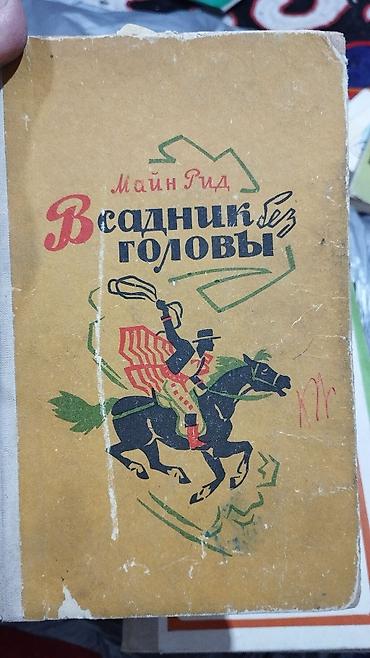 Майн Рид
Всадник без
головы